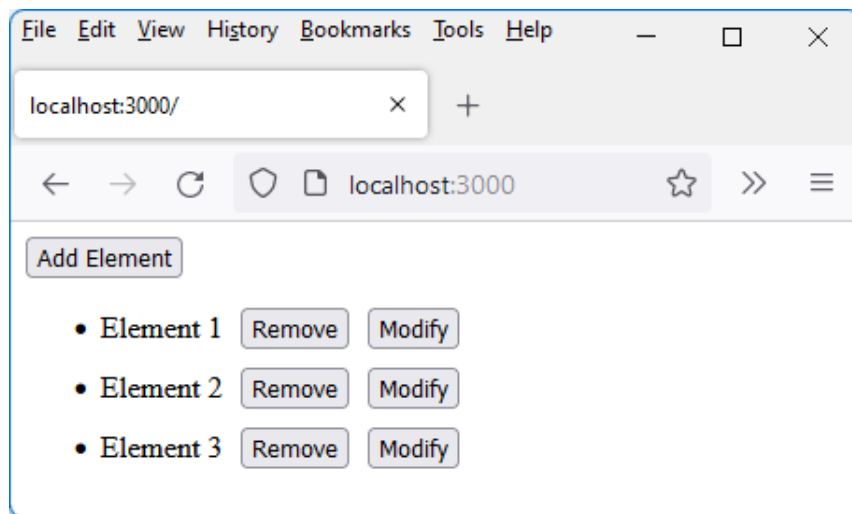 File Edit View History Bookmarks Tools Help
localhost:3000/
localhost:3000
Add Element
• Element 1 Remove Modify
• Element 2 Remove Modify
• Element 3 Remove Modify